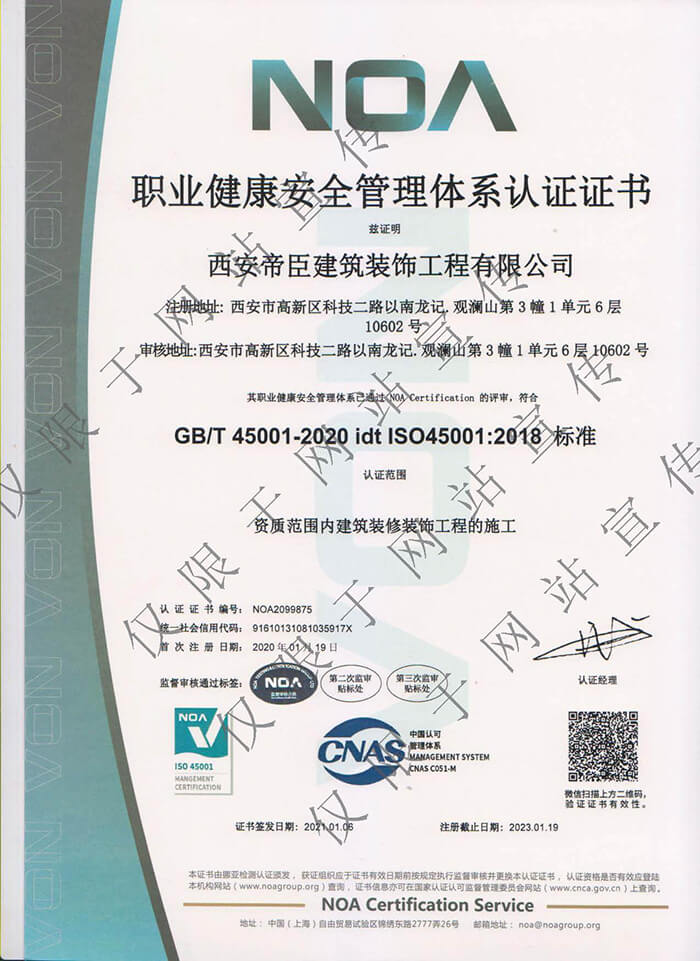 NOA
职业健康安全管理体系认证证书
兹证明
西安帝臣建筑装饰工程有限公司
注册地址: 西安市高新区科技二路以南龙记.观澜山第3幢1单元6层
10602号
审核地址:西安市高新区科技二路以南龙记.观澜山第3幢1单元6层10602号
其职业健康安全管理体系已通过 NOA Certification 的评审，符合
GB/T 45001-2020 idt ISO45001:2018 标准
认证范围
资质范围内建筑装修装饰工程的施工
认证证书编号: NOA2099875
统一社会信用代码: 91610131081035917X
首次注册日期: 2020年01月19日
监督审核通过标签:
NOA
第二次监审
贴标处
第三次监审
贴标处
认证经理
NOA
ISO 45001
MANGEMENT
CERTIFICATION
CNAS
中国认可
管理体系
MANAGEMENT SYSTEM
CNAS C051-M
微信扫描上方二维码，
验证证书有效性。
证书签发日期: 2021.01.06
注册截止日期: 2023.01.19
本证书由挪亚检测认证颁发，获证组织应于证书有效日期前按规定执行监督审核并更换本认证证书，认证资格是否有效应登陆
本机构网站（www.noagroup.org）查询，证书信息亦可在国家认证认可监督管理委员会网站（www.cnca.gov.cn）上查询。
NOA Certification Service
地址: 中国（上海）自由贸易试验区锦绣东路2777弄26号 邮箱地址: noa@noagroup.org
仅限于网站宣传
仅限于网站宣传
仅限于网站宣传